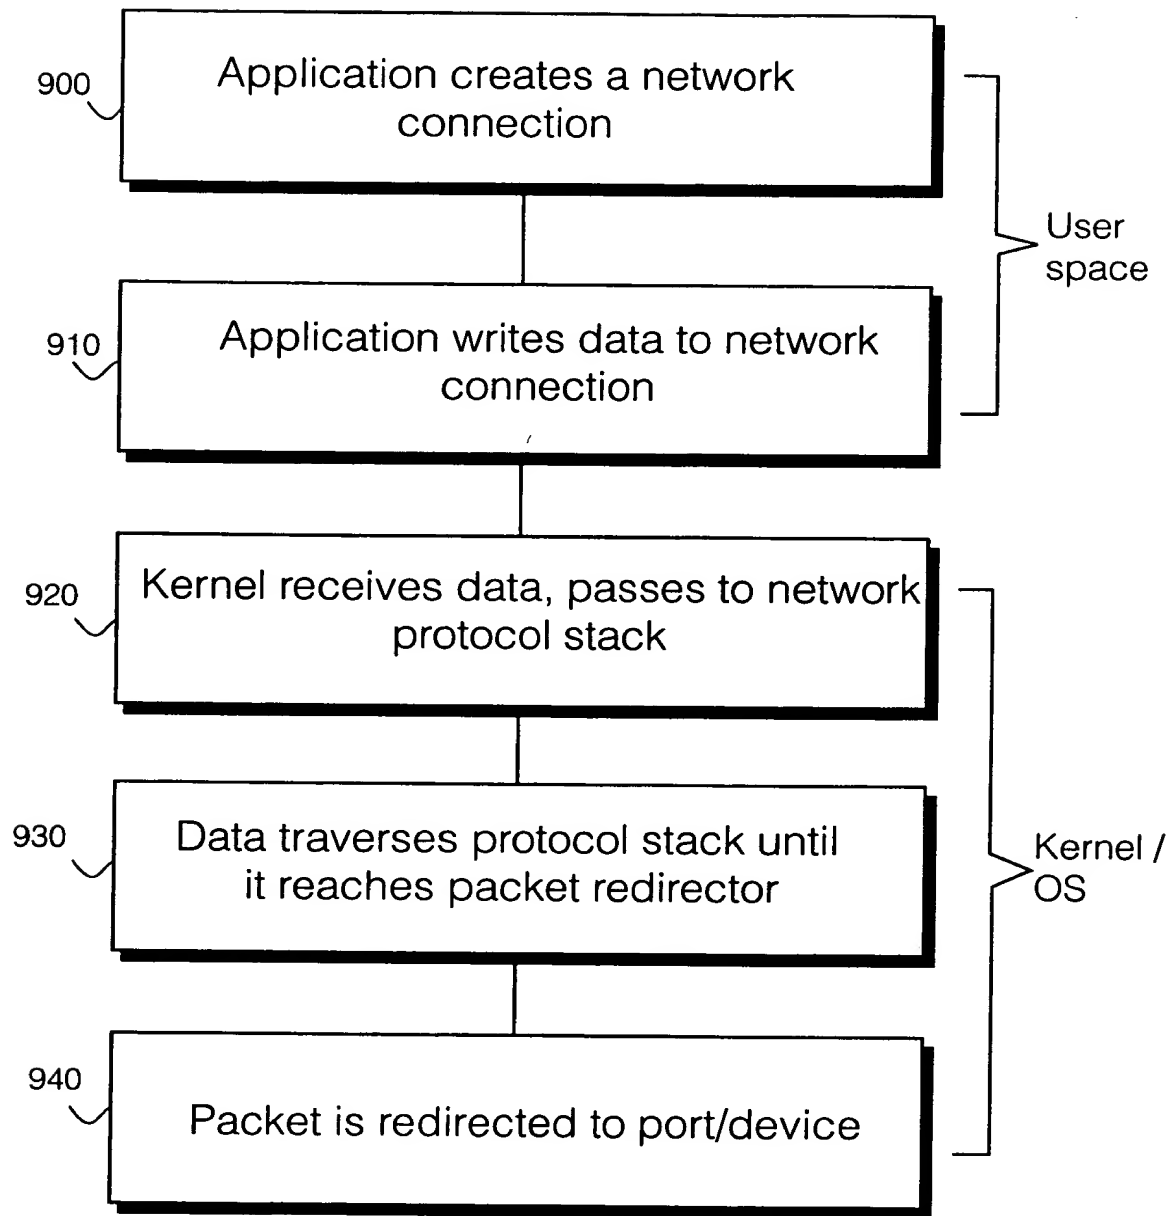 900
Application creates a network
connection
User
space
910
Application writes data to network
connection
920
Kernel receives data, passes to network
protocol stack
930
Data traverses protocol stack until
it reaches packet redirector
Kernel /
OS
940
Packet is redirected to port/device